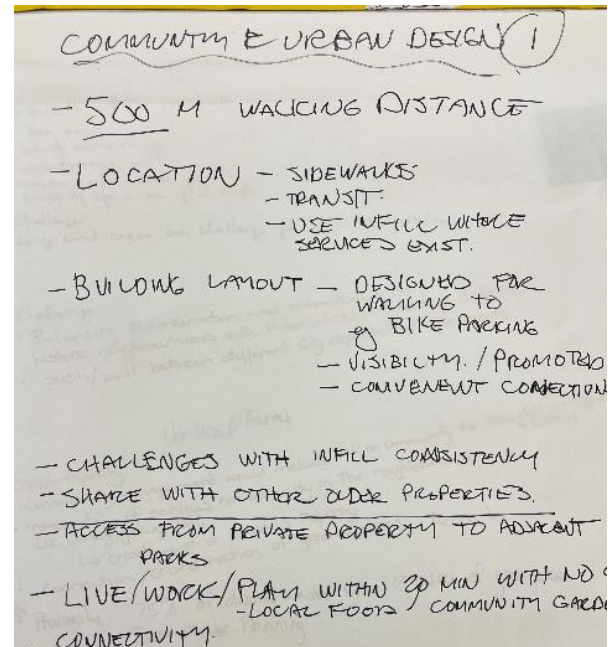 COMMUNITY & URBAN DESIGN 1
- 500 M WALKING DISTANCE
- LOCATION - SIDEWALKS
- TRANSIT.
- USE INFILL WHERE
SERVICES EXIST.
- BUILDING LAYOUT - DESIGNED FOR
WALKING TO
eg BIKE PARKING
- VISIBILITY. / PROMOTED
- CONVENIENT CONNECTION
- CHALLENGES WITH INFILL CONSISTENCY
- SHARE WITH OTHER OLDER PROPERTIES.
- ACCESS FROM PRIVATE PROPERTY TO ADJACENT
PARKS
- LIVE/WORK/PLAY WITHIN 20 MIN WITH NO
- LOCAL FOOD / COMMUNITY GARDE
CONNECTIVITY.